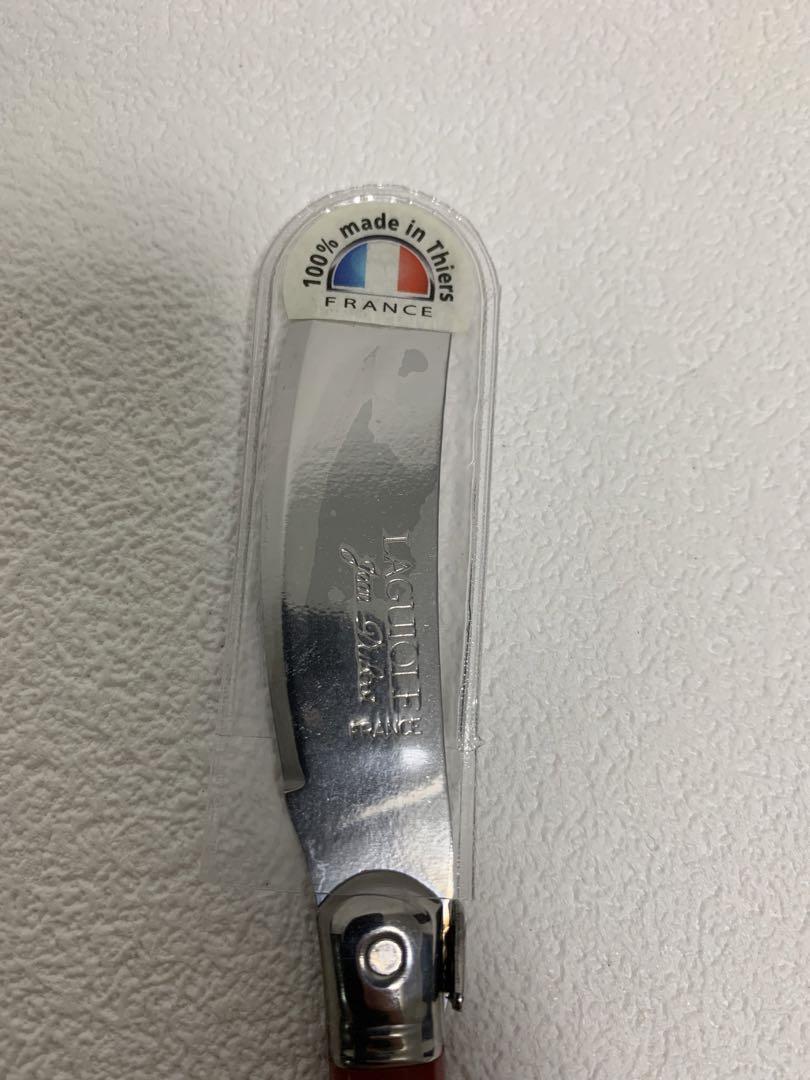 100% made in Thiers
FRANCE
LAGUIOLE
Jean Dubost
FRANCE